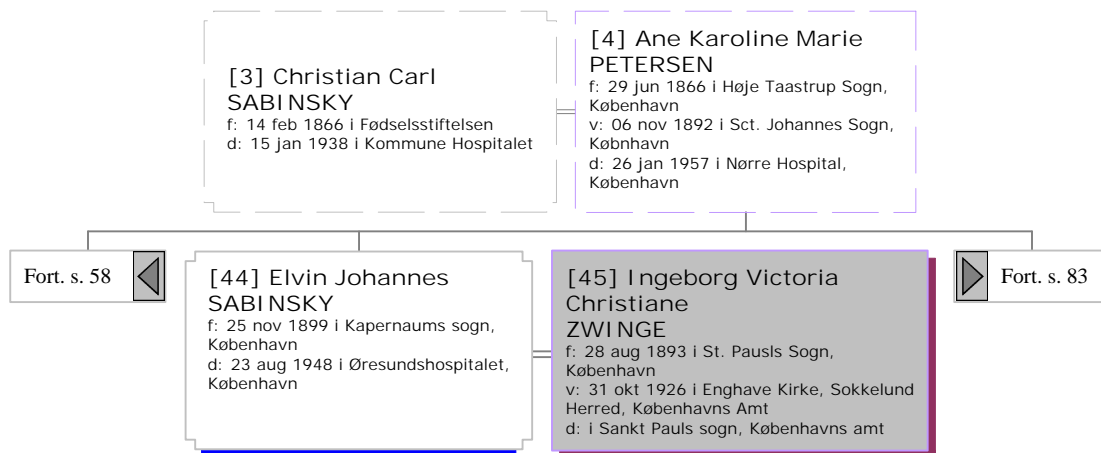 [3] Christian Carl
SABINSKY
f: 14 feb 1866 i Fødselsstiftelsen
d: 15 jan 1938 i Kommune Hospitalet
[4] Ane Karoline Marie
PETERSEN
f: 29 jun 1866 i Høje Taastrup Sogn,
København
v: 06 nov 1892 i Sct. Johannes Sogn,
Købnhavn
d: 26 jan 1957 i Nørre Hospital,
København
Fort. s. 58
[44] Elvin Johannes
SABINSKY
f: 25 nov 1899 i Kapernaums sogn,
København
d: 23 aug 1948 i Øresundshospitalet,
København
[45] Ingeborg Victoria
Christiane
ZWINGE
f: 28 aug 1893 i St. Pausls Sogn,
København
v: 31 okt 1926 i Enghave Kirke, Sokkelund
Herred, Københavns Amt
d: i Sankt Pauls sogn, Københavns amt
Fort. s. 83